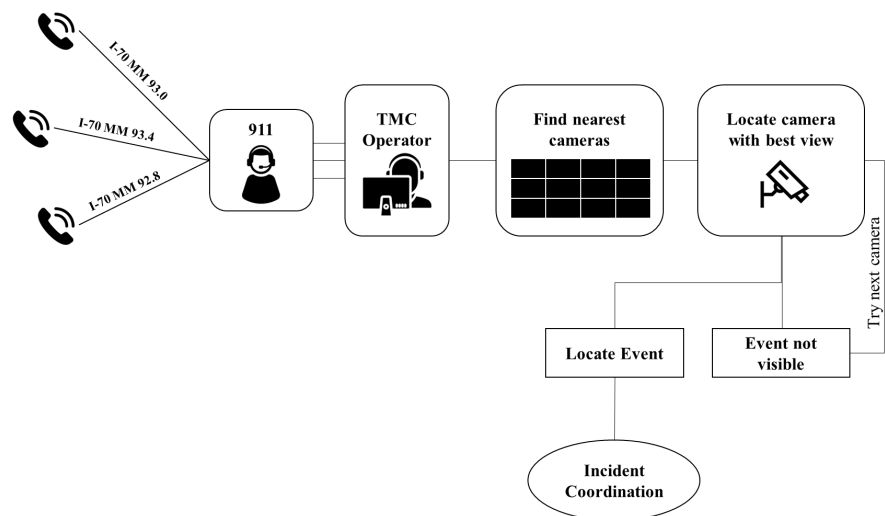 I-70 MM 93.0
I-70 MM 93.4
I-70 MM 92.8
911
TMC
Operator
Find nearest
cameras
Locate camera
with best view
Try next camera
Locate Event
Event not
visible
Incident
Coordination